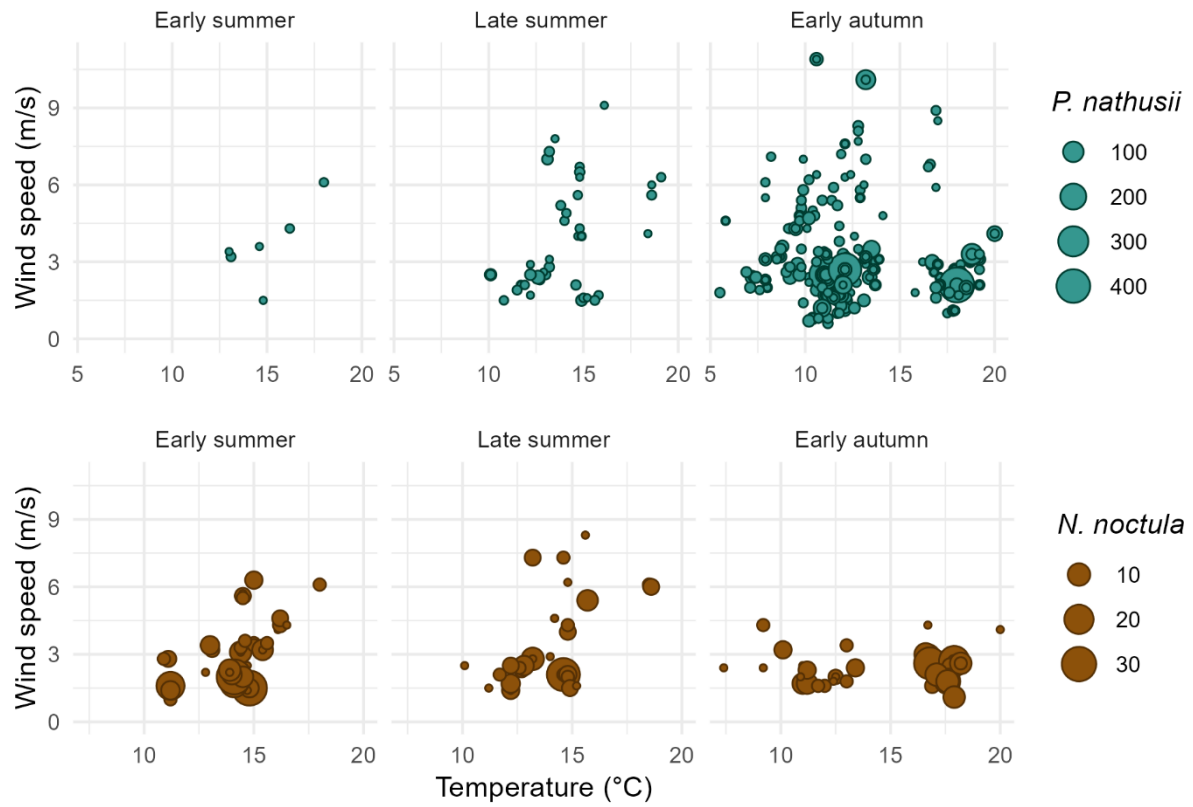 Early summer Late summer Early autumn
Wind speed (m/s)
9
6
3
0
5 10 15 20 5 10 15 20 5 10 15 20
P. nathusii
100
200
300
400
Early summer Late summer Early autumn
Wind speed (m/s)
9
6
3
0
10 15 20 10 15 20 10 15 20
Temperature (°C)
N. noctula
10
20
30